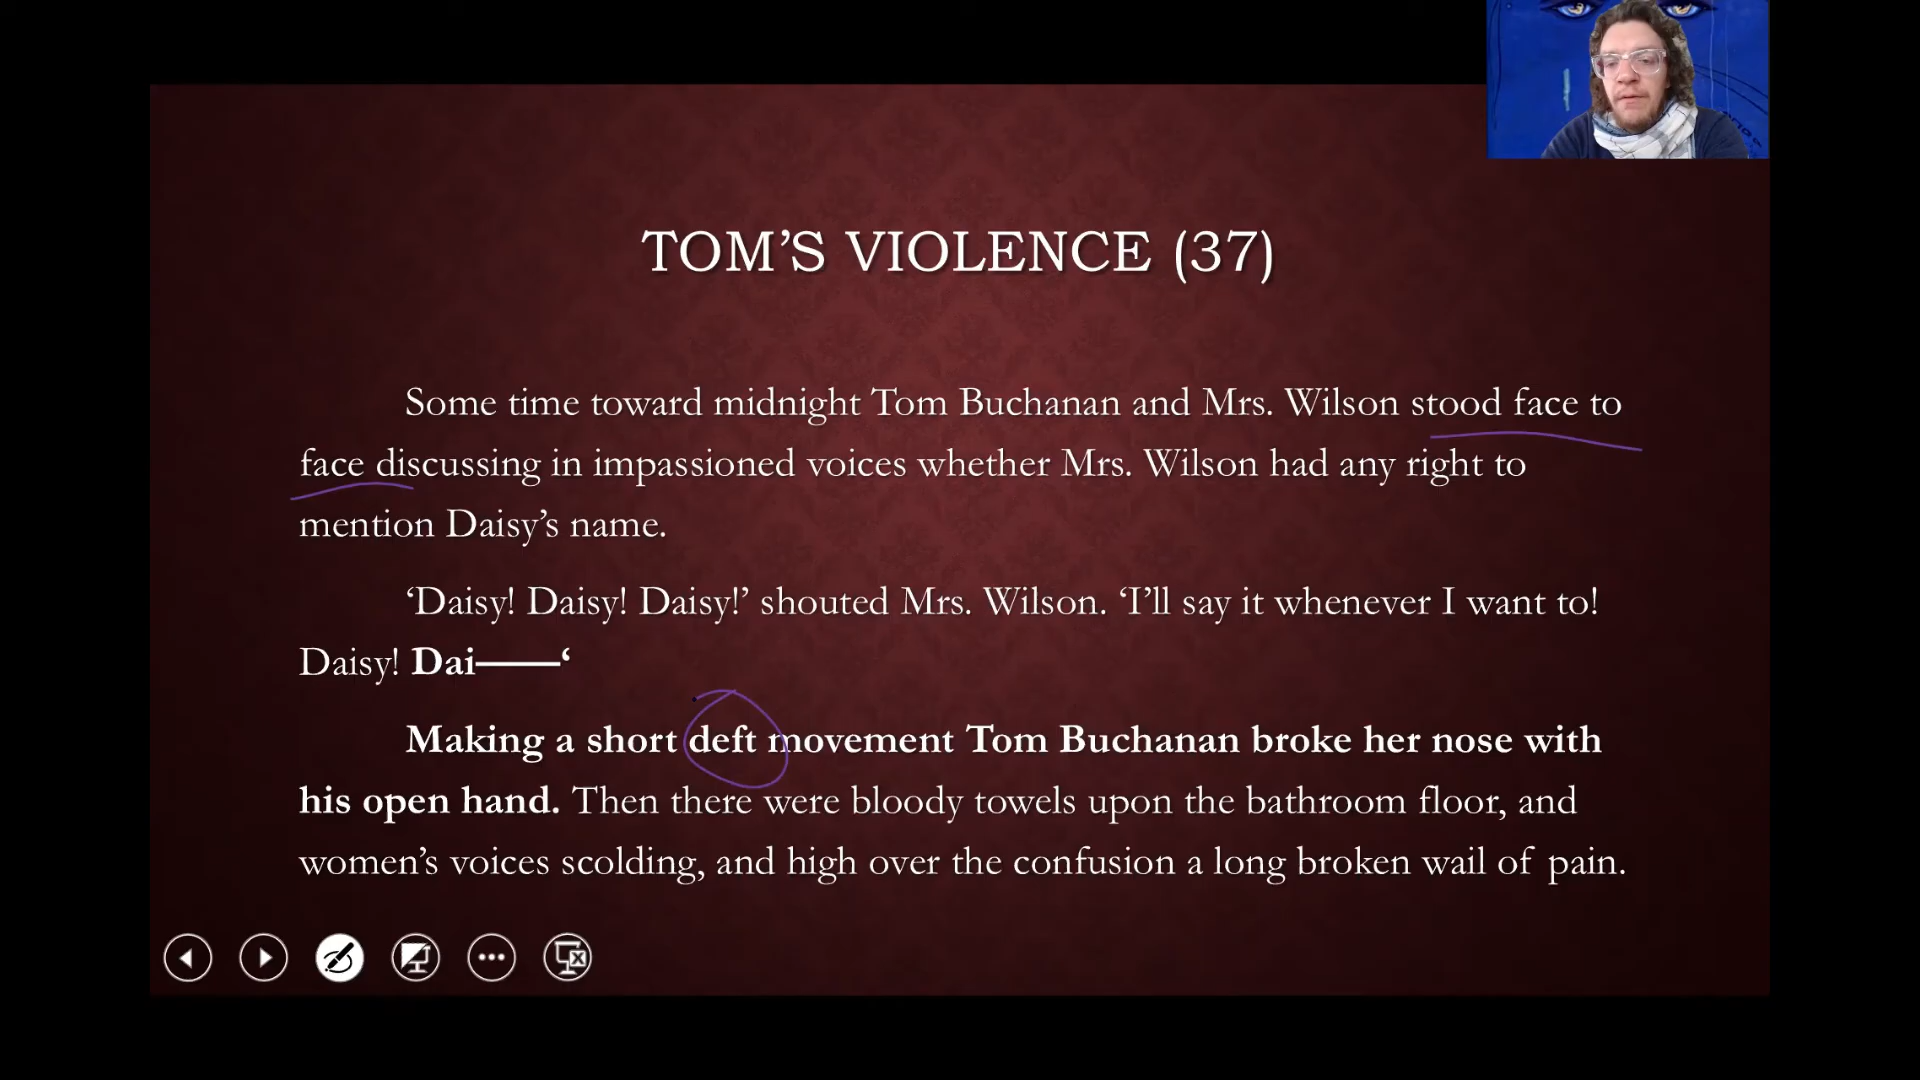 TOM’S VIOLENCE (37)
Some time toward midnight Tom Buchanan and Mrs. Wilson stood face to
face discussing in impassioned voices whether Mrs. Wilson had any right to
mention Daisy’s name.
‘Daisy! Daisy! Daisy!’ shouted Mrs. Wilson. ‘I’ll say it whenever I want to!
Daisy! Dai——‘
Making a short deft movement Tom Buchanan broke her nose with
his open hand. Then there were bloody towels upon the bathroom floor, and
women’s voices scolding, and high over the confusion a long broken wail of pain.